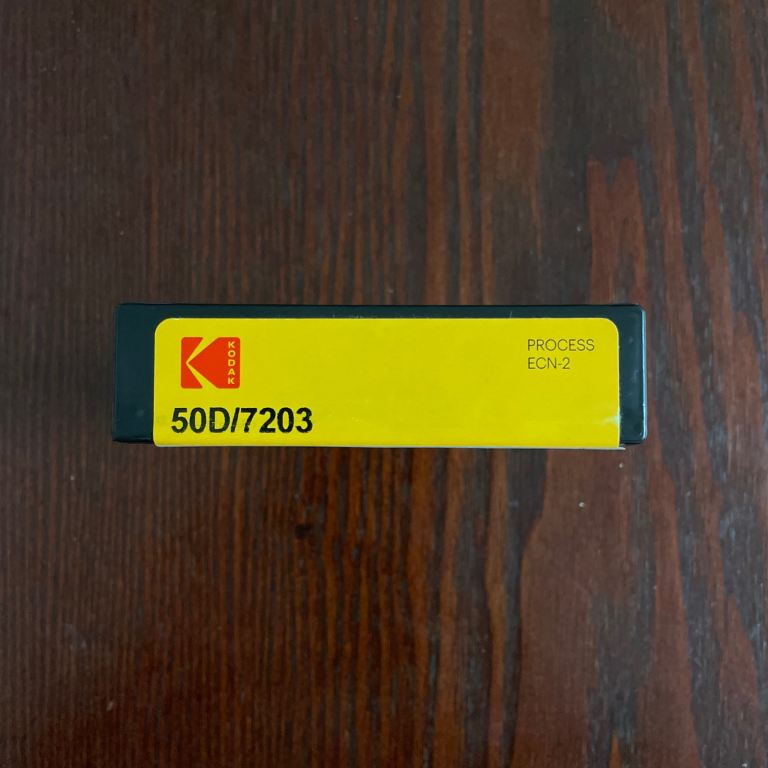 KODAK
PROCESS
ECN-2
50D/7203